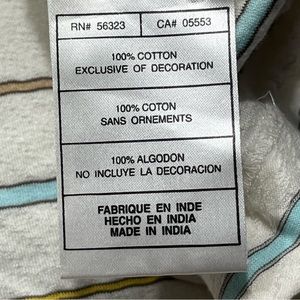 RN# 56323 CA# 05553
100% COTTON
EXCLUSIVE OF DECORATION
100% COTON
SANS ORNEMENTS
100% ALGODON
NO INCLUYE LA DECORACION
FABRIQUE EN INDE
HECHO EN INDIA
MADE IN INDIA